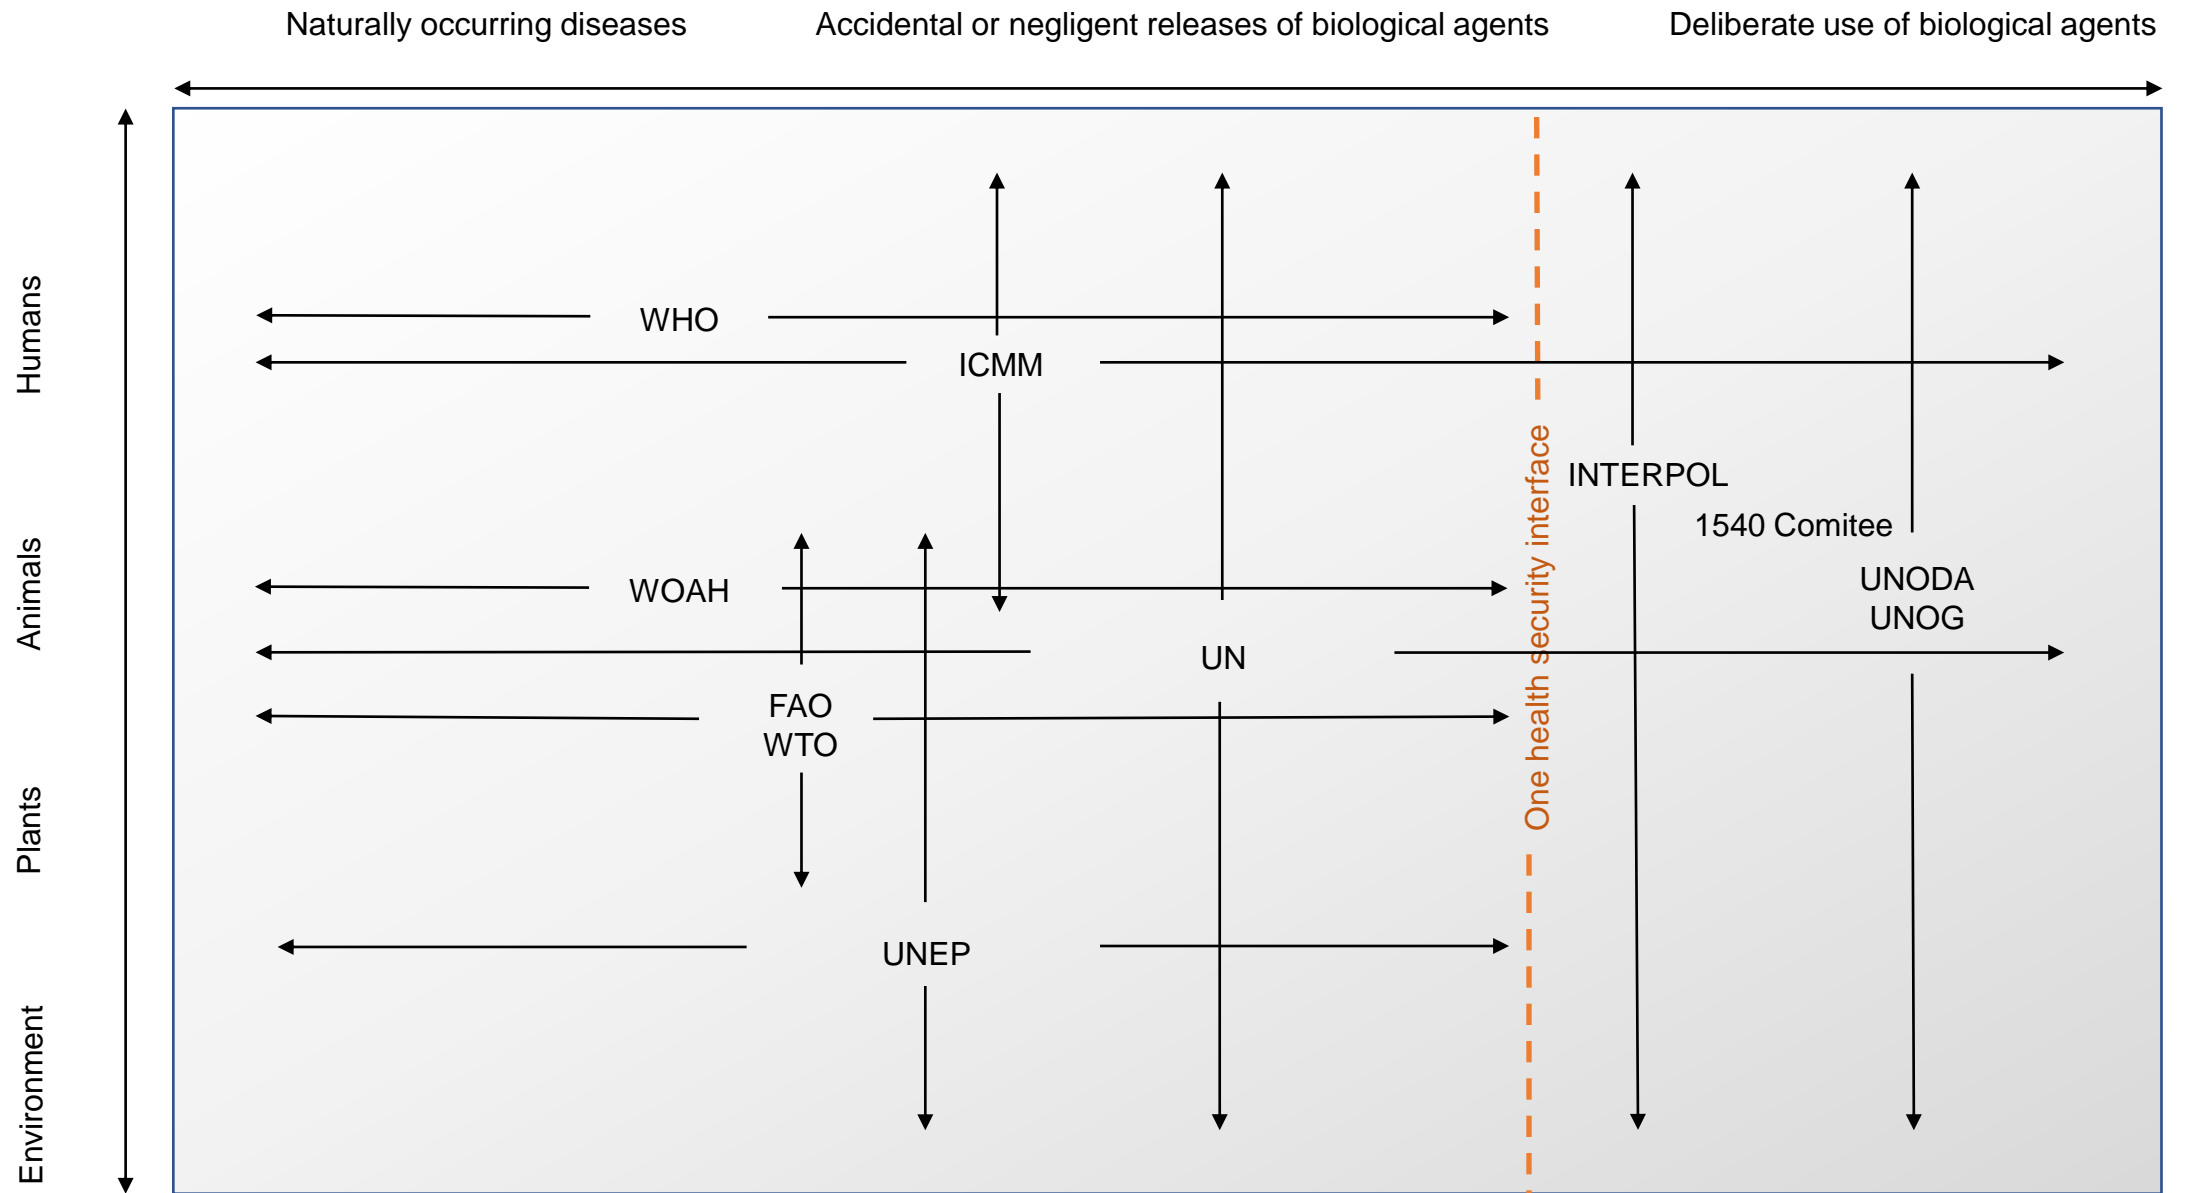 Naturally occurring diseases
Accidental or negligent releases of biological agents
Deliberate use of biological agents
Humans
Animals
Plants
Environment
WHO
ICMM
INTERPOL
1540 Comitee
UNODA
UNOG
WOAH
UN
FAO
WTO
UNEP
One health security interface